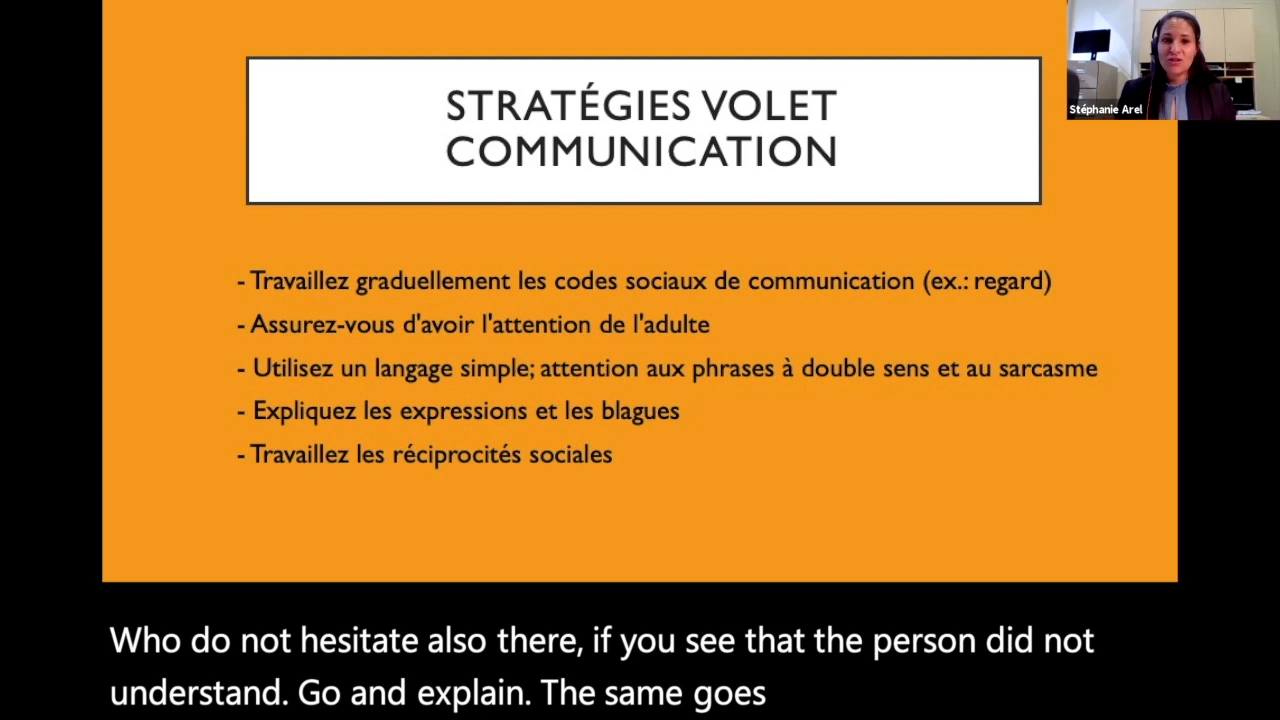 STRATÉGIES VOLET
COMMUNICATION
Stéphanie Arel
- Travaillez graduellement les codes sociaux de communication (ex.: regard)
- Assurez-vous d'avoir l'attention de l'adulte
- Utilisez un langage simple; attention aux phrases à double sens et au sarcasme
- Expliquez les expressions et les blagues
- Travaillez les réciprocités sociales
Who do not hesitate also there, if you see that the person did not
understand. Go and explain. The same goes